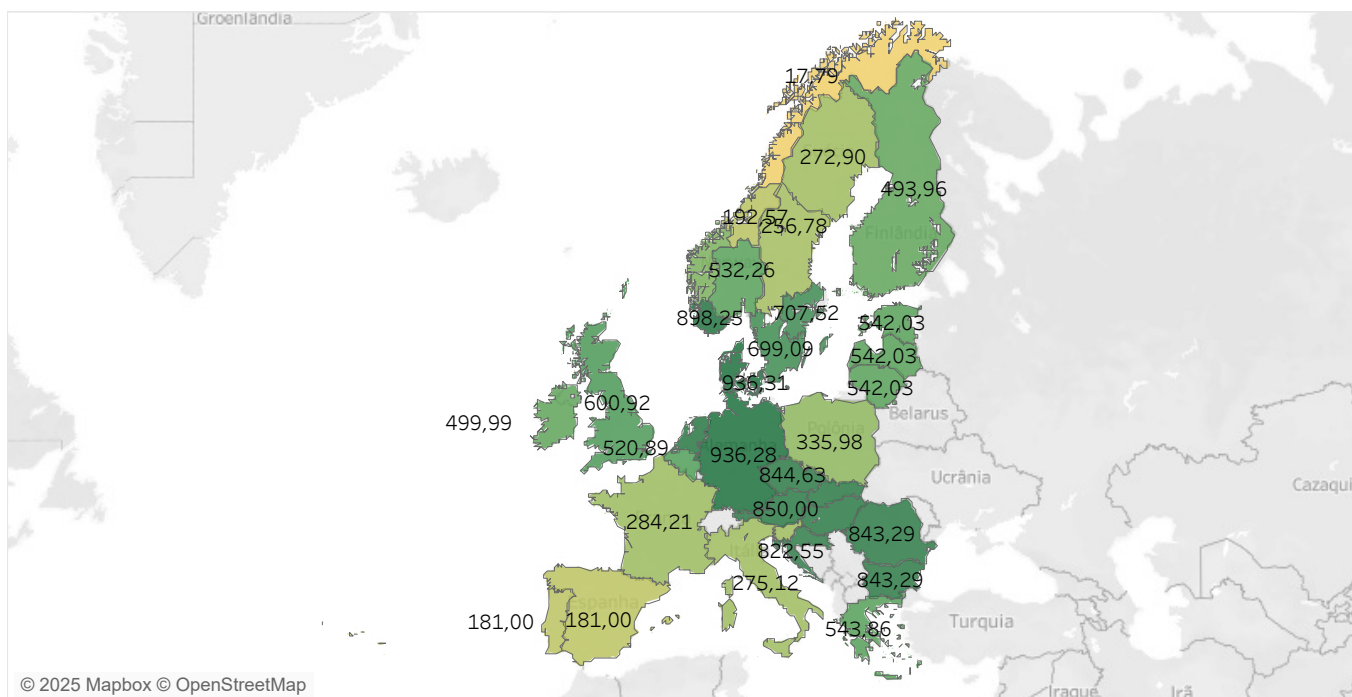 Groenlândia
17,79
272,90
493,96
192,57
256,78
Finlândia
532,26
898,25
707,52
542,03
699,09
542,03
936,31
542,03
Belarus
600,92
499,99
Polônia
520,89
335,98
936,28
844,63
Ucrânia
Cazaqui
850,00
284,21
843,29
822,55
275,12
843,29
Espanha
181,00
181,00
Turquia
543,86
© 2025 Mapbox © OpenStreetMap
Iraque
Irã